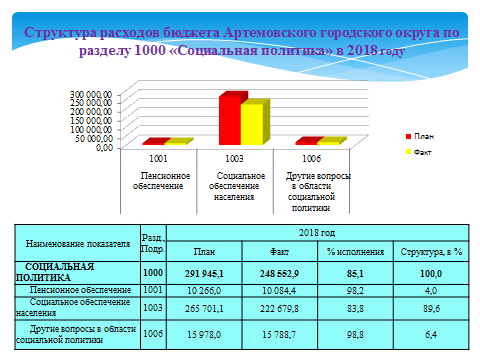 Структура расходов бюджета Артемовского городского округа по
разделу 1000 «Социальная политика» в 2018 году
300 000,00
250 000,00
200 000,00
150 000,00
100 000,00
50 000,00
0,00
1001 1003 1006
Пенсионное обеспечение
Социальное обеспечение населения
Другие вопросы в области социальной политики
План
Факт
Наименование показателя Разд., Подр. 2018 год
План Факт % исполнения Структура, в %
СОЦИАЛЬНАЯ
ПОЛИТИКА 1000 291 945,1 248 552,9 85,1 100,0
Пенсионное обеспечение 1001 10 266,0 10 084,4 98,2 4,0
Социальное обеспечение
населения 1003 265 701,1 222 679,8 83,8 89,6
Другие вопросы в области
социальной политики 1006 15 978,0 15 788,7 98,8 6,4